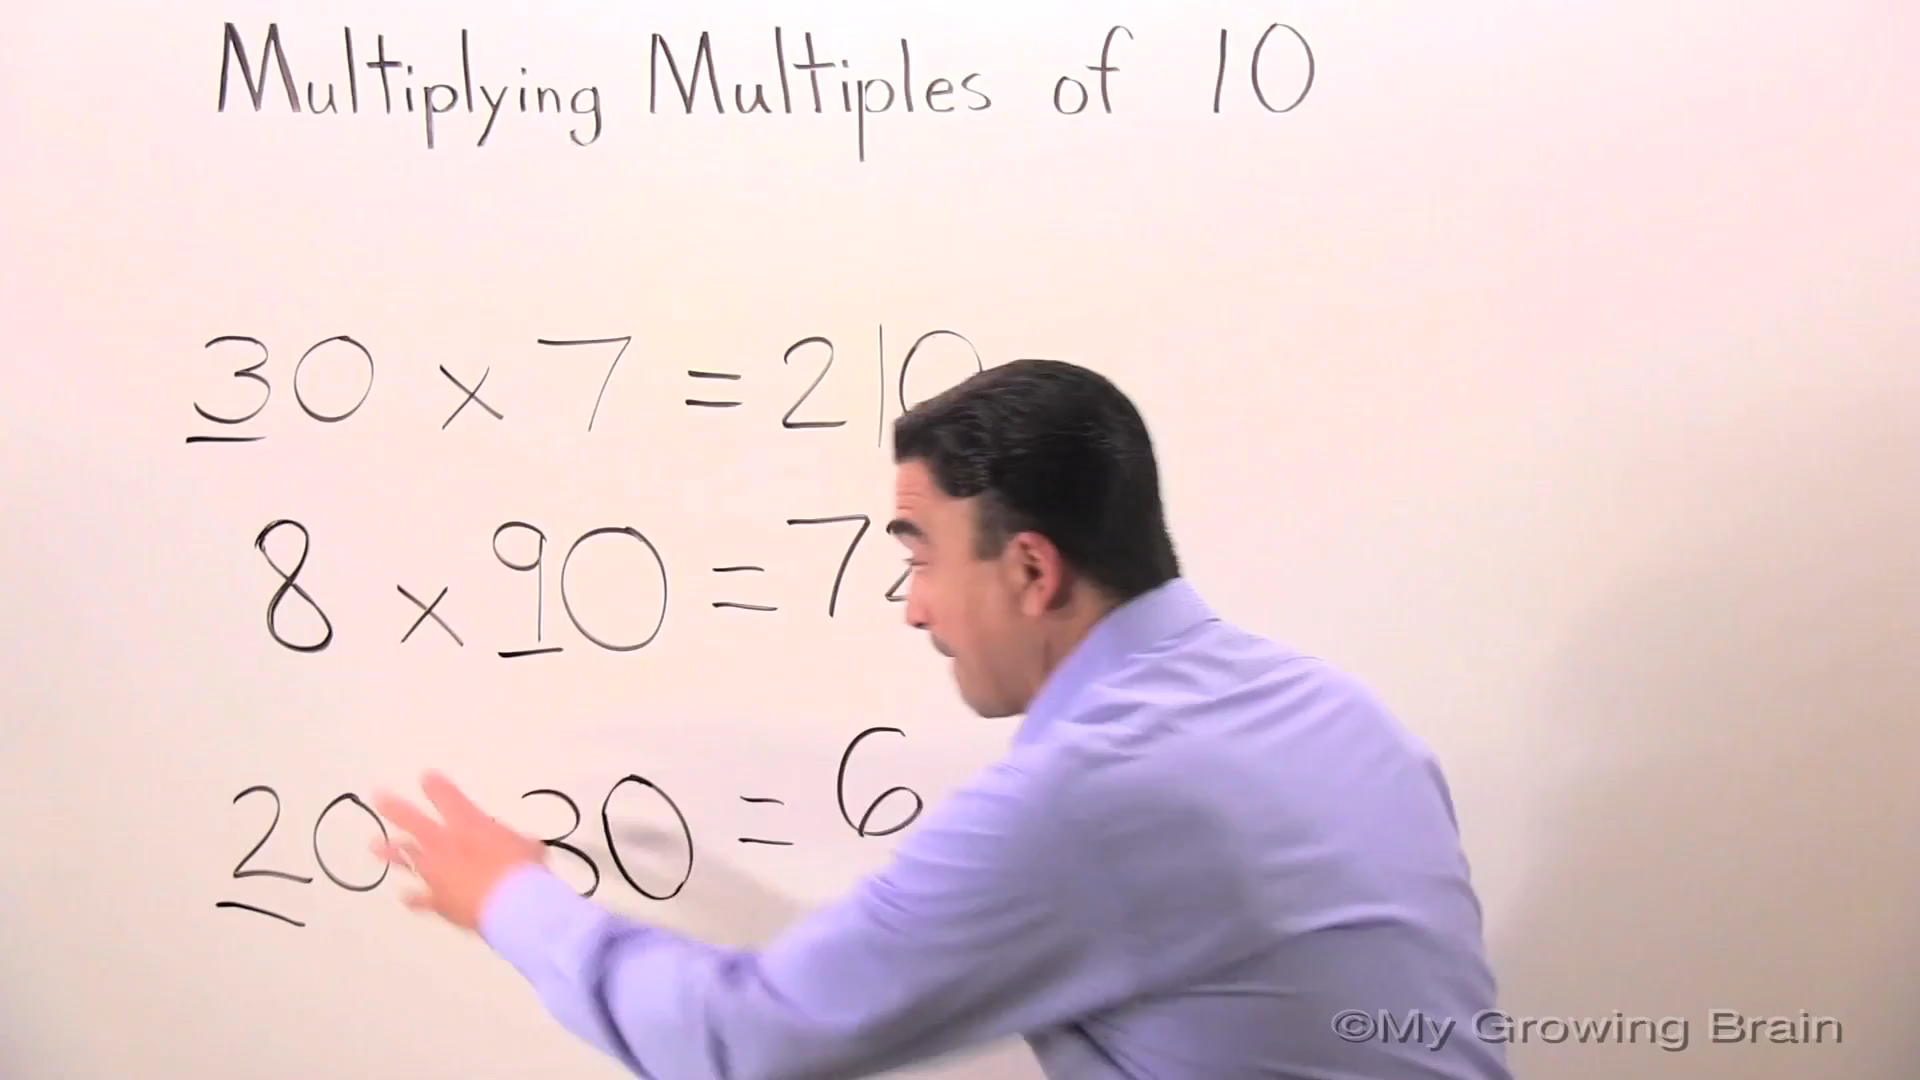 Multiplying Multiples of 10
30 × 7 = 210
8 × 90 = 7
20 30 = 6
©My Growing Brain